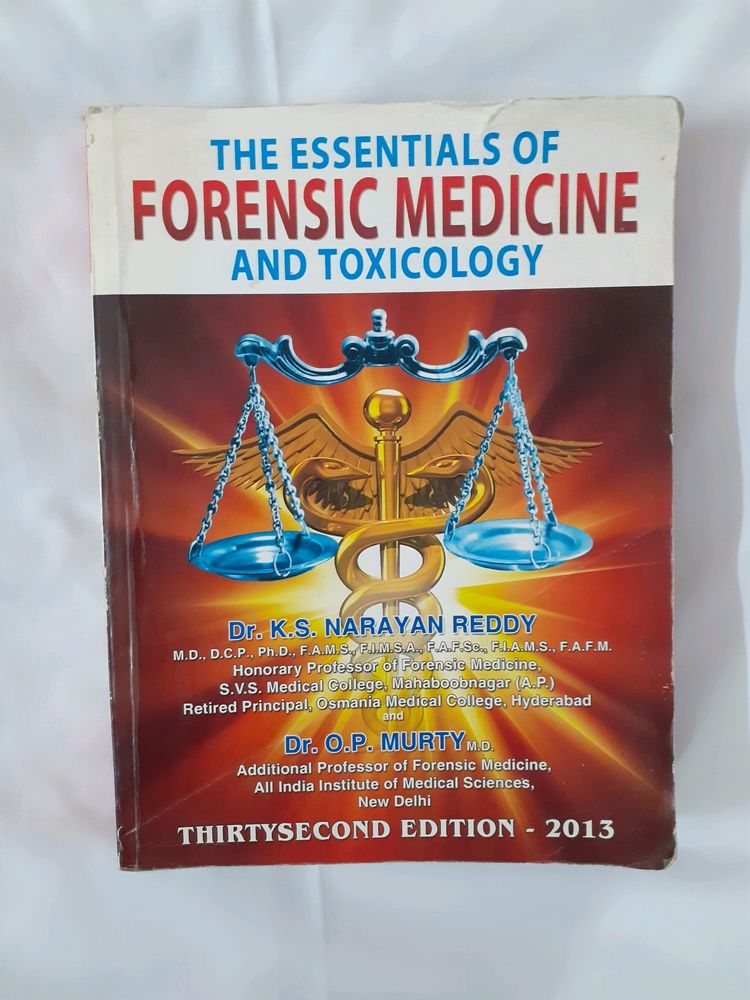 THE ESSENTIALS OF
FORENSIC MEDICINE
AND TOXICOLOGY
Dr. K.S. NARAYAN REDDY
M.D., D.C.P., Ph.D., F.A.M.S., F.I.M.S.A., F.A.F.Sc., F.I.A.M.S., F.A.F.M.
Honorary Professor of Forensic Medicine,
S.V.S. Medical College, Mahaboobnagar (A.P.)
Retired Principal, Osmania Medical College, Hyderabad
and
Dr. O.P. MURTY M.D.
Additional Professor of Forensic Medicine,
All India Institute of Medical Sciences,
New Delhi
THIRTYSECOND EDITION - 2013